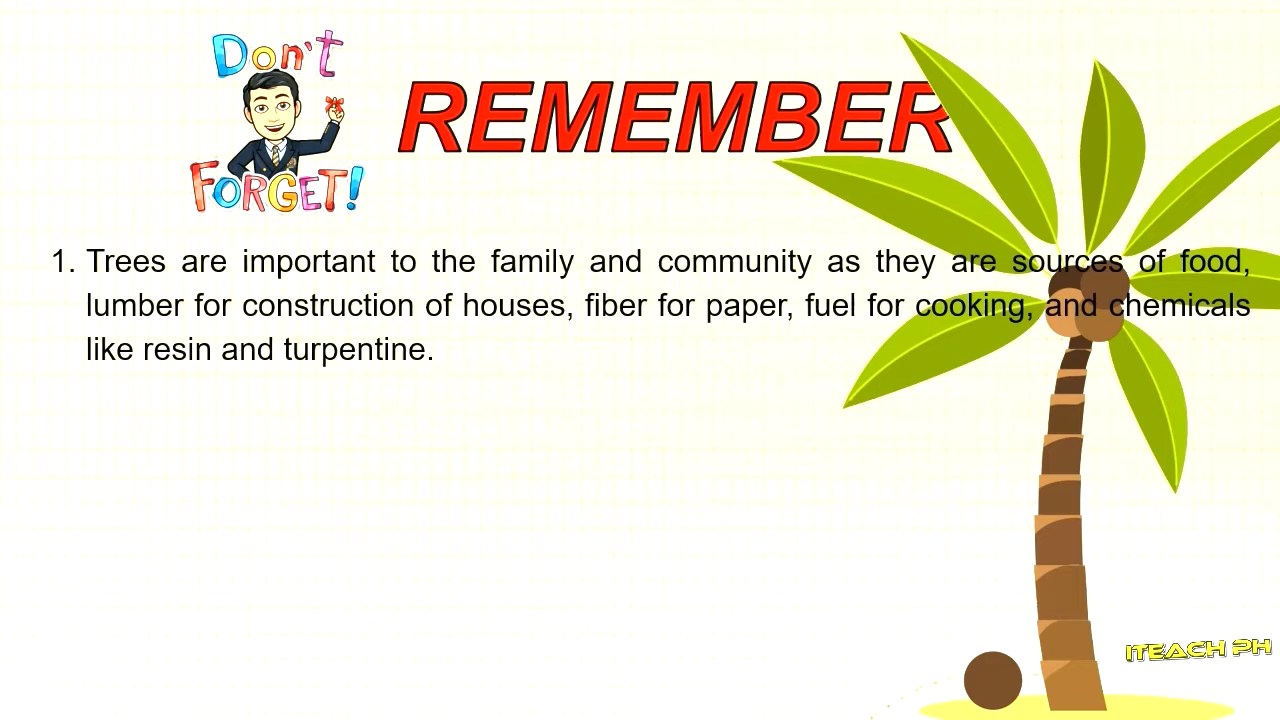 Don't
FORGET!
REMEMBER
1. Trees are important to the family and community as they are sources of food,
lumber for construction of houses, fiber for paper, fuel for cooking, and chemicals
like resin and turpentine.
ITEACH PH